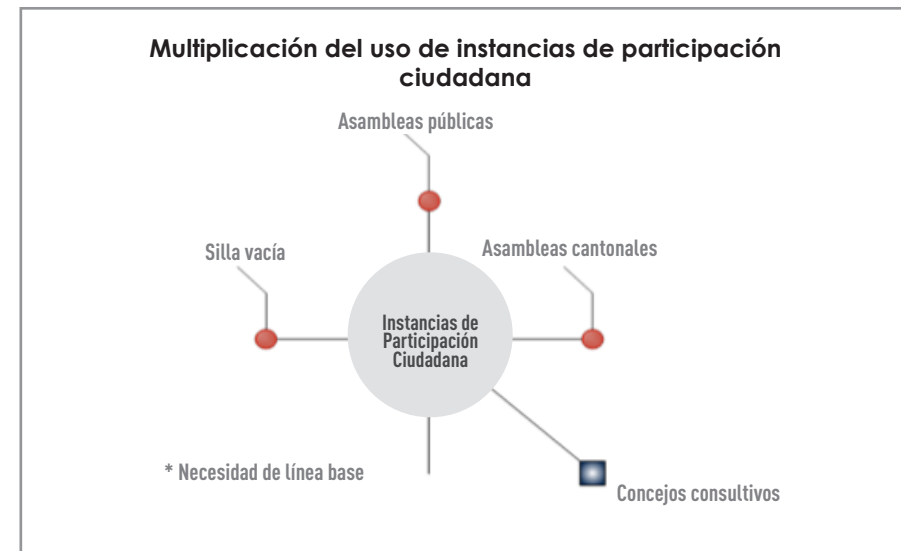 Multiplicación del uso de instancias de participación
ciudadana
Asambleas públicas
Silla vacía
Asambleas cantonales
Instancias de
Participación
Ciudadana
* Necesidad de línea base
Concejos consultivos